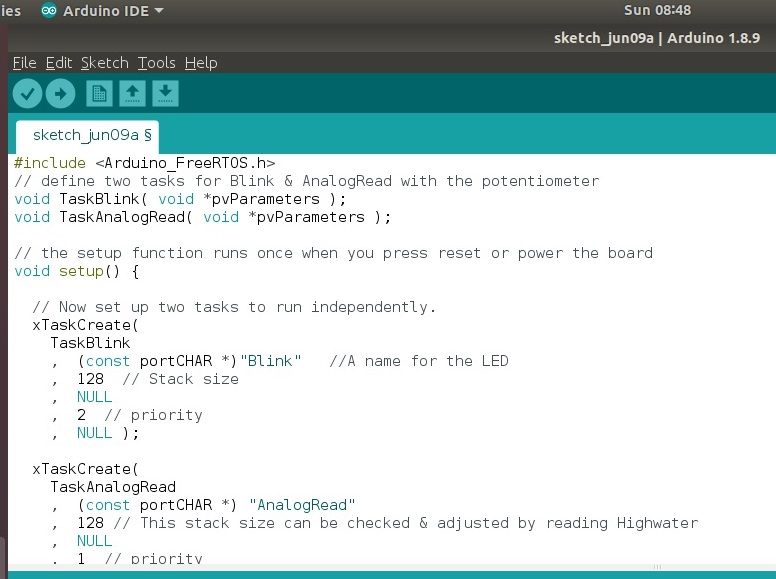 ies Arduino IDE Sun 08:48
sketch_jun09a | Arduino 1.8.9
File Edit Sketch Tools Help
sketch_jun09a §
#include <Arduino_FreeRTOS.h>
// define two tasks for Blink & AnalogRead with the potentiometer
void TaskBlink( void *pvParameters );
void TaskAnalogRead( void *pvParameters );
// the setup function runs once when you press reset or power the board
void setup() {
// Now set up two tasks to run independently.
xTaskCreate(
TaskBlink
, (const portCHAR *)"Blink" //A name for the LED
, 128 // Stack size
, NULL
, 2 // priority
, NULL );
xTaskCreate(
TaskAnalogRead
, (const portCHAR *) "AnalogRead"
, 128 // This stack size can be checked & adjusted by reading Highwater
, NULL
, 1 // priority